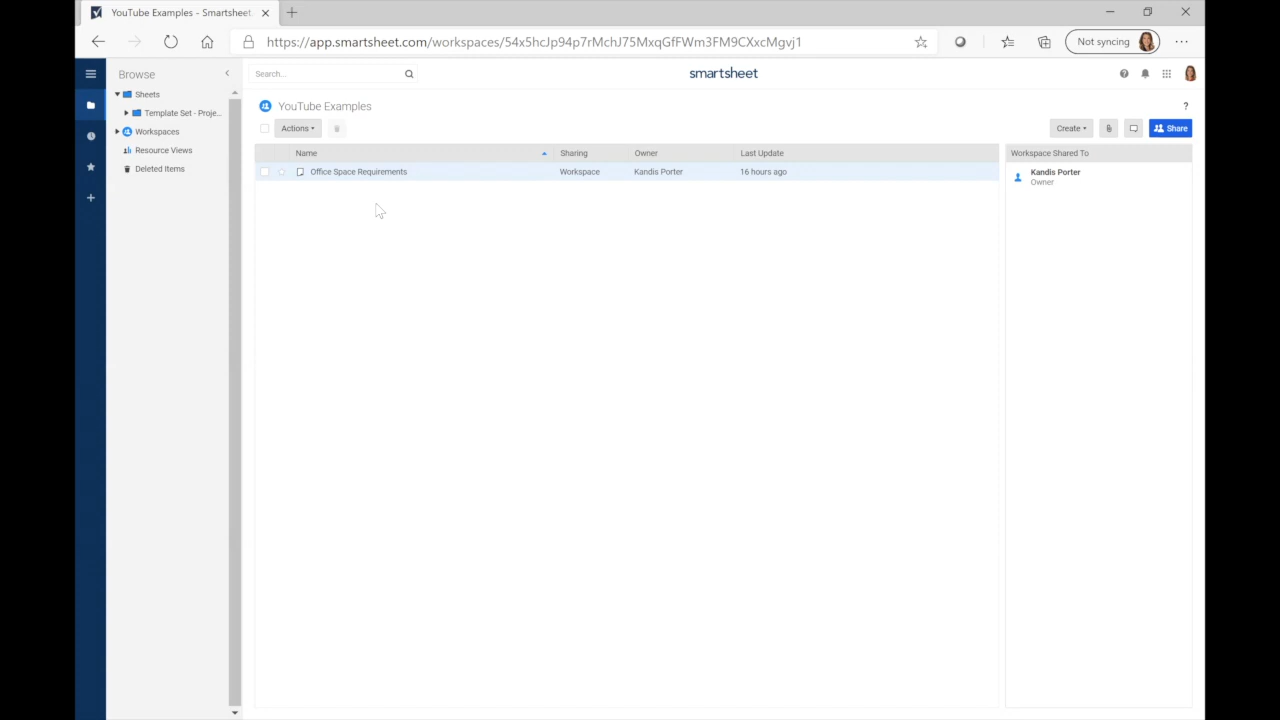 YouTube Examples - Smartsheet
https://app.smartsheet.com/workspaces/54x5hcJp94p7rMchJ75MxqGfFWm3FM9CXxcMgvj1
Not syncing
Browse
Search...
smartsheet
Sheets
Template Set - Proje...
Workspaces
Resource Views
Deleted Items
YouTube Examples
?
Actions
Create
Share
Name Sharing Owner Last Update
Office Space Requirements Workspace Kandis Porter 16 hours ago
Workspace Shared To
Kandis Porter
Owner